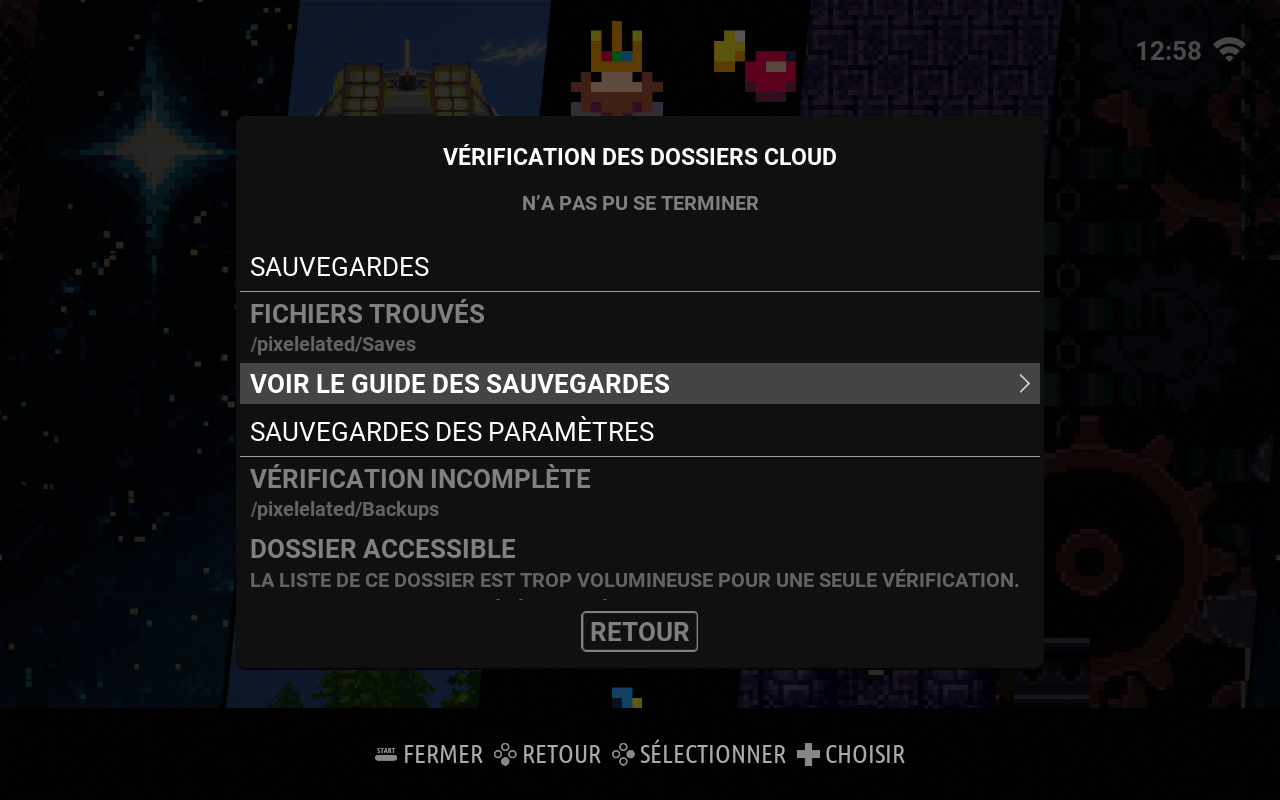 12:58
VÉRIFICATION DES DOSSIERS CLOUD
N’A PAS PU SE TERMINER
SAUVEGARDES
FICHIERS TROUVÉS
/pixelelated/Saves
VOIR LE GUIDE DES SAUVEGARDES
SAUVEGARDES DES PARAMÈTRES
VÉRIFICATION INCOMPLÈTE
/pixelelated/Backups
DOSSIER ACCESSIBLE
LA LISTE DE CE DOSSIER EST TROP VOLUMINEUSE POUR UNE SEULE VÉRIFICATION.
RETOUR
START FERMER RETOUR SÉLECTIONNER CHOISIR